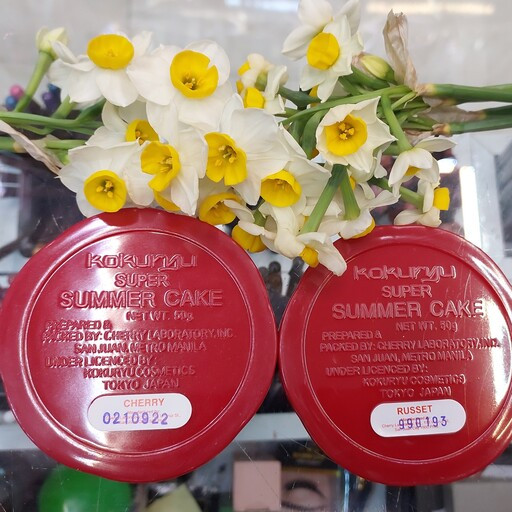 KOKURYU
SUPER
SUMMER CAKE
NET WT. 50g.
PREPARED &
PACKED BY: CHERRY LABORATORY, INC.
SAN JUAN, METRO MANILA
UNDER LICENCED BY:
KOKURYU COSMETICS
TOKYO JAPAN
CHERRY
0210922
KOKURYU
SUPER
SUMMER CAKE
NET WT. 50g
PREPARED &
PACKED BY: CHERRY LABORATORY, INC.
SAN JUAN, METRO MANILA
UNDER LICENCED BY:
KOKURYU COSMETICS
TOKYO JAPAN
RUSSET
990193